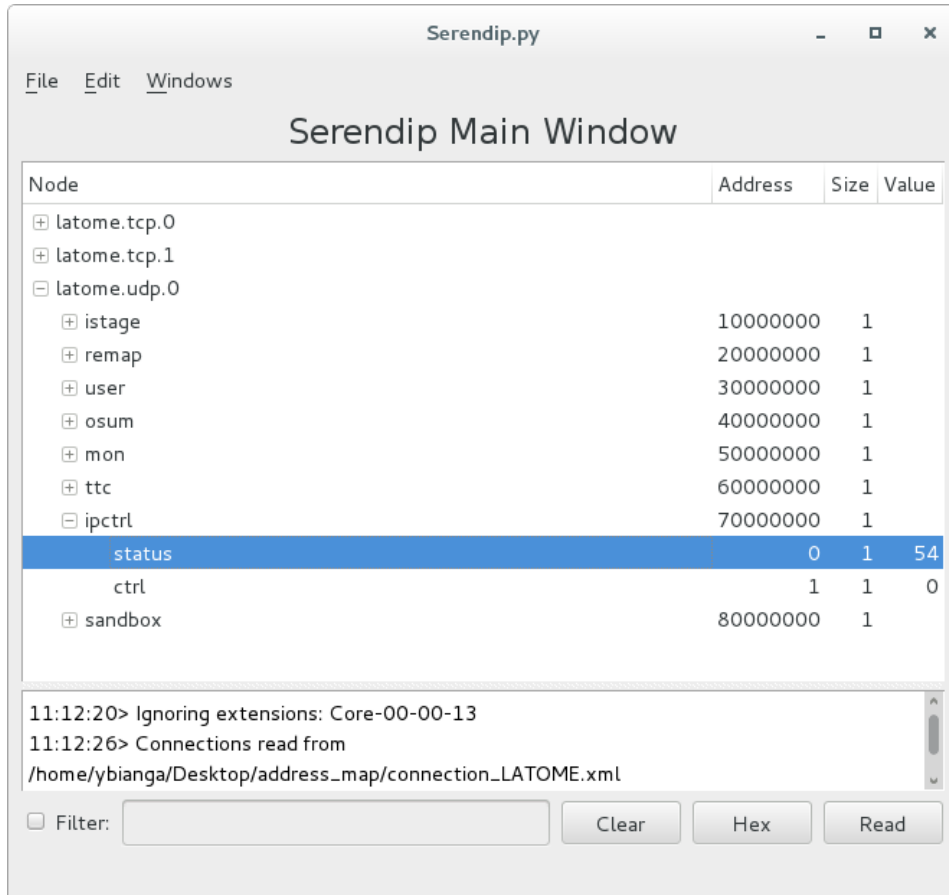 Serendip.py
File Edit Windows
Serendip Main Window
Node Address Size Value
latome.tcp.0
latome.tcp.1
latome.udp.0
istage 10000000 1
remap 20000000 1
user 30000000 1
osum 40000000 1
mon 50000000 1
ttc 60000000 1
ipctrl 70000000 1
status 0 1 54
ctrl 1 1 0
sandbox 80000000 1
11:12:20> Ignoring extensions: Core-00-00-13
11:12:26> Connections read from
/home/ybianga/Desktop/address_map/connection_LATOME.xml
Filter: Clear Hex Read